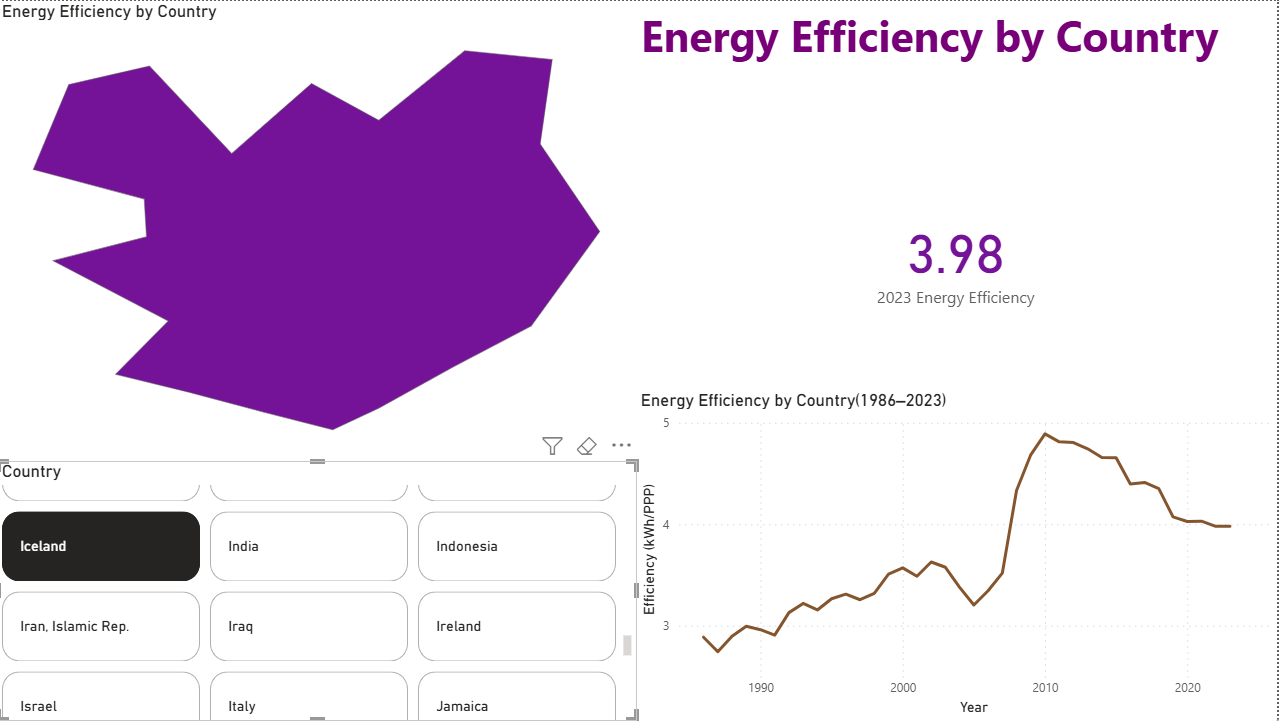 Energy Efficiency by Country
Energy Efficiency by Country
3.98
2023 Energy Efficiency
Country
Iceland
India
Indonesia
Iran, Islamic Rep.
Iraq
Ireland
Israel
Italy
Jamaica
Energy Efficiency by Country(1986–2023)
Efficiency (kWh/PPP)
5
4
3
1990
2000
2010
2020
Year